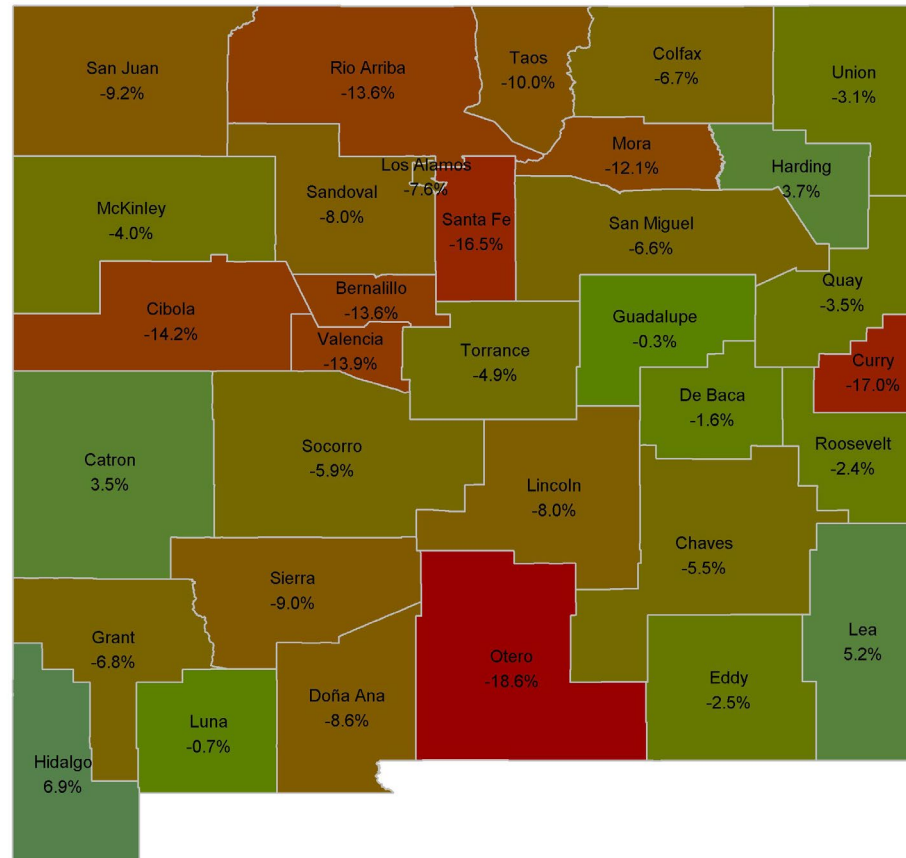 San Juan
-9.2%
Rio Arriba
-13.6%
Taos
-10.0%
Colfax
-6.7%
Union
-3.1%
McKinley
-4.0%
Sandoval
-8.0%
Los Alamos
-7.6%
Santa Fe
-16.5%
Mora
-12.1%
Harding
3.7%
San Miguel
-6.6%
Quay
-3.5%
Cibola
-14.2%
Bernalillo
-13.6%
Valencia
-13.9%
Torrance
-4.9%
Guadalupe
-0.3%
Curry
-17.0%
De Baca
-1.6%
Roosevelt
-2.4%
Catron
3.5%
Socorro
-5.9%
Lincoln
-8.0%
Chaves
-5.5%
Sierra
-9.0%
Grant
-6.8%
Otero
-18.6%
Lea
5.2%
Eddy
-2.5%
Doña Ana
-8.6%
Luna
-0.7%
Hidalgo
6.9%